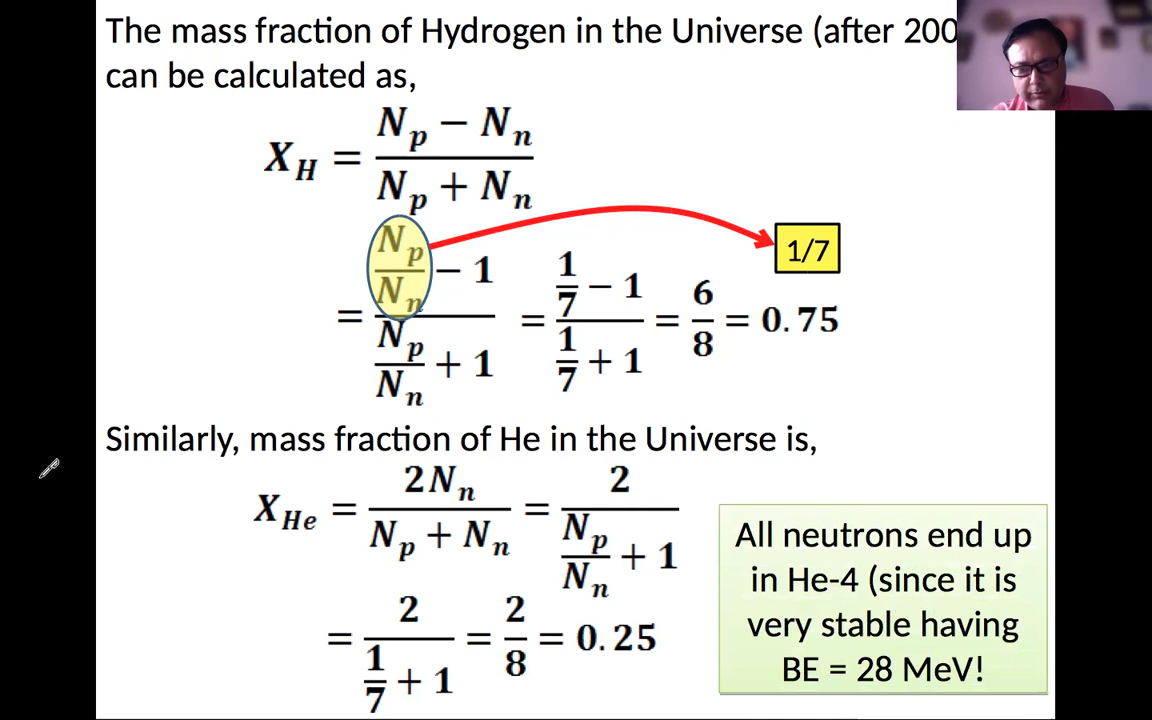 The mass fraction of Hydrogen in the Universe (after 200
can be calculated as,
X_H = (N_p − N_n) / (N_p + N_n)
= (N_p/N_n − 1) / (N_p/N_n + 1) = (1/7 − 1) / (1/7 + 1) = 6/8 = 0.75
1/7
Similarly, mass fraction of He in the Universe is,
X_He = 2N_n / (N_p + N_n) = 2 / (N_p/N_n + 1)
= 2 / (1/7 + 1) = 2/8 = 0.25
All neutrons end up
in He-4 (since it is
very stable having
BE = 28 MeV!